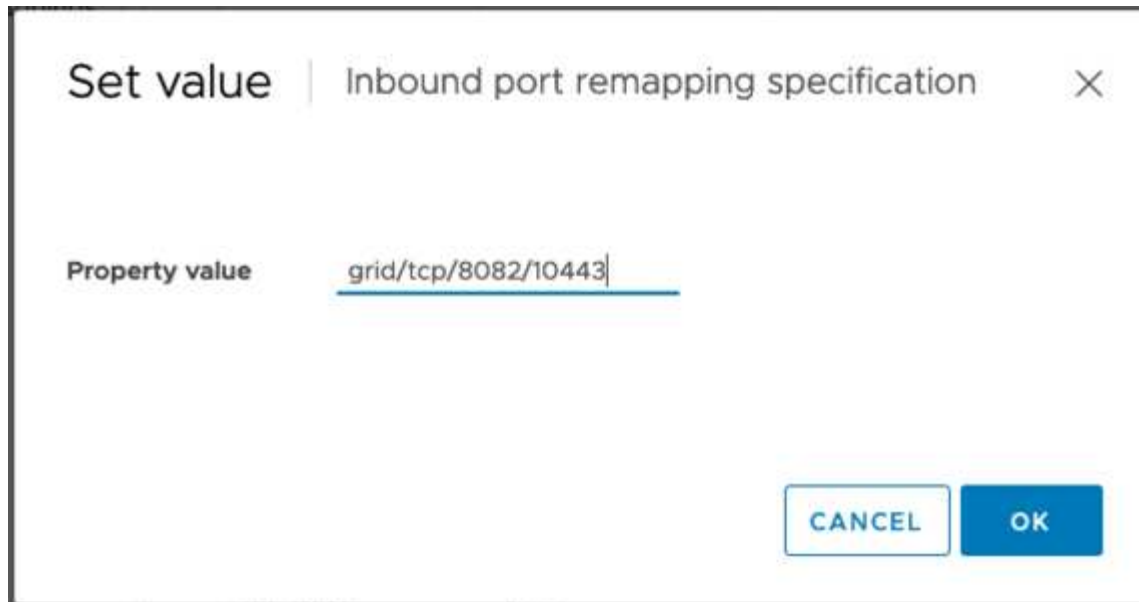 Set value
Inbound port remapping specification
Property value
grid/tcp/8082/10443
CANCEL
OK